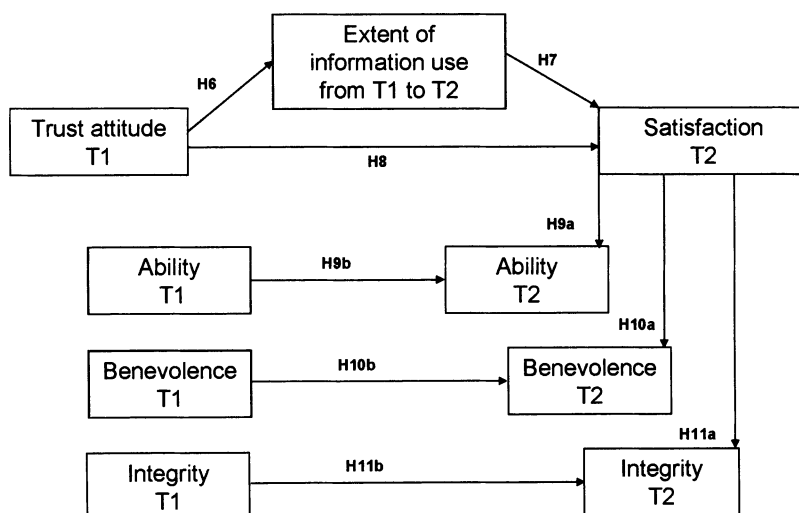 Extent of
information use
from T1 to T2
H6
H7
Trust attitude
T1
H8
Satisfaction
T2
H9a
Ability
T1
H9b
Ability
T2
H10a
Benevolence
T1
H10b
Benevolence
T2
H11a
Integrity
T1
H11b
Integrity
T2